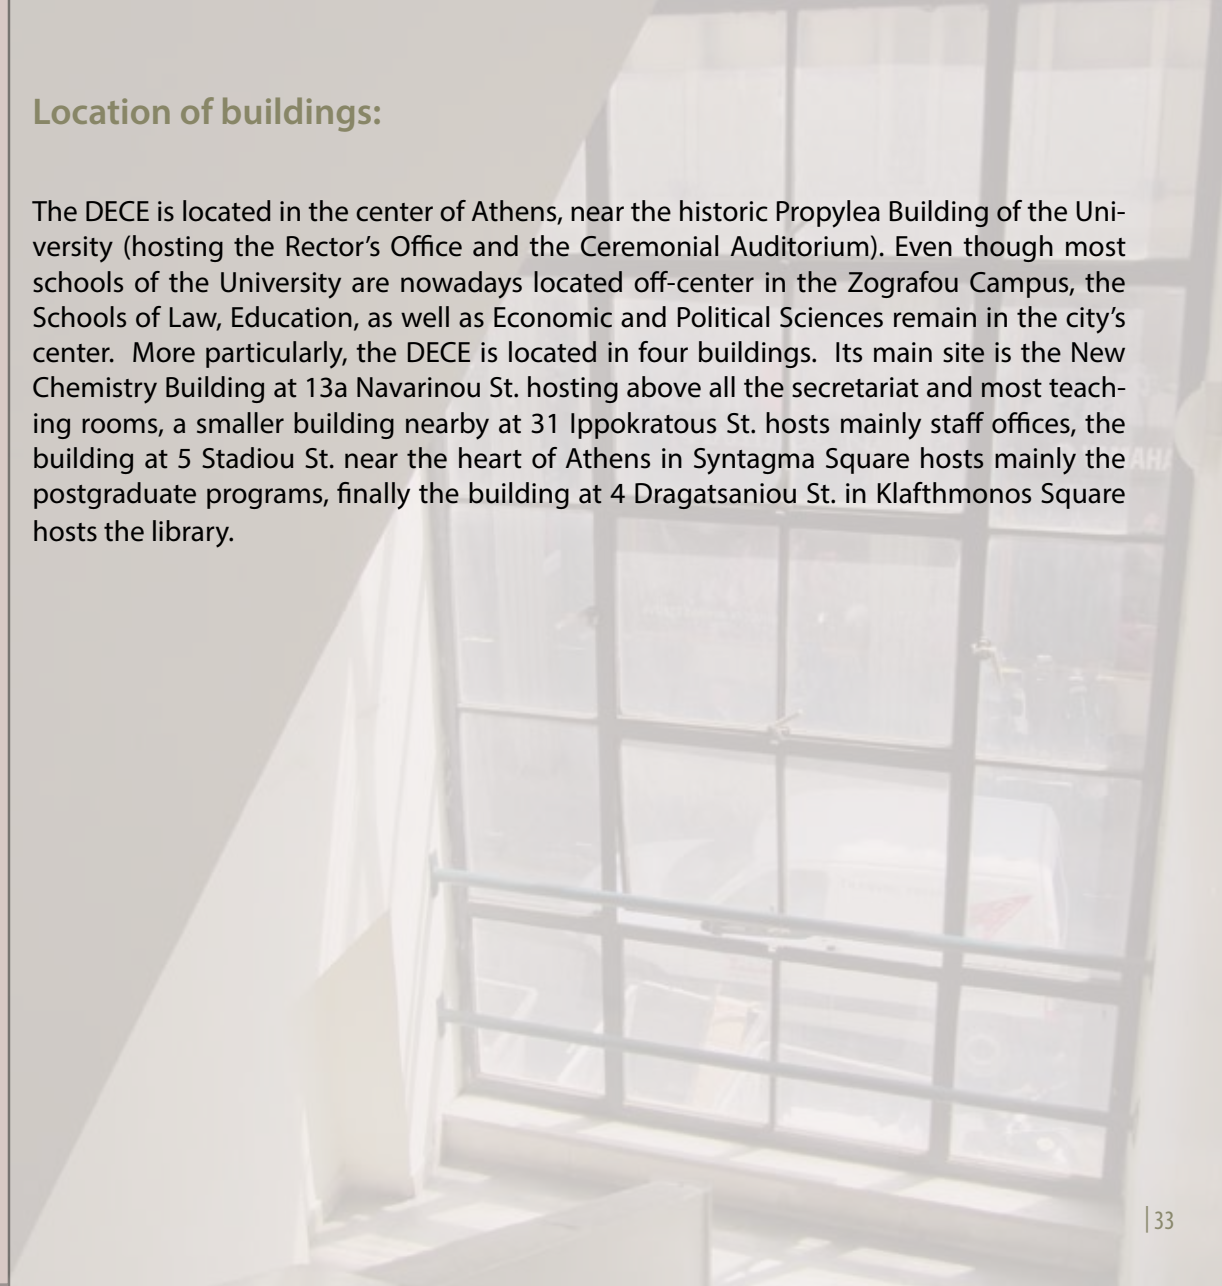 Location of buildings:
The DECE is located in the center of Athens, near the historic Propylea Building of the Uni-
versity (hosting the Rector’s Office and the Ceremonial Auditorium). Even though most
schools of the University are nowadays located off-center in the Zografou Campus, the
Schools of Law, Education, as well as Economic and Political Sciences remain in the city’s
center.  More particularly, the DECE is located in four buildings.  Its main site is the New
Chemistry Building at 13a Navarinou St. hosting above all the secretariat and most teach-
ing rooms, a smaller building nearby at 31 Ippokratous St. hosts mainly staff offices, the
building at 5 Stadiou St. near the heart of Athens in Syntagma Square hosts mainly the
postgraduate programs, finally the building at 4 Dragatsaniou St. in Klafthmonos Square
hosts the library.
|33